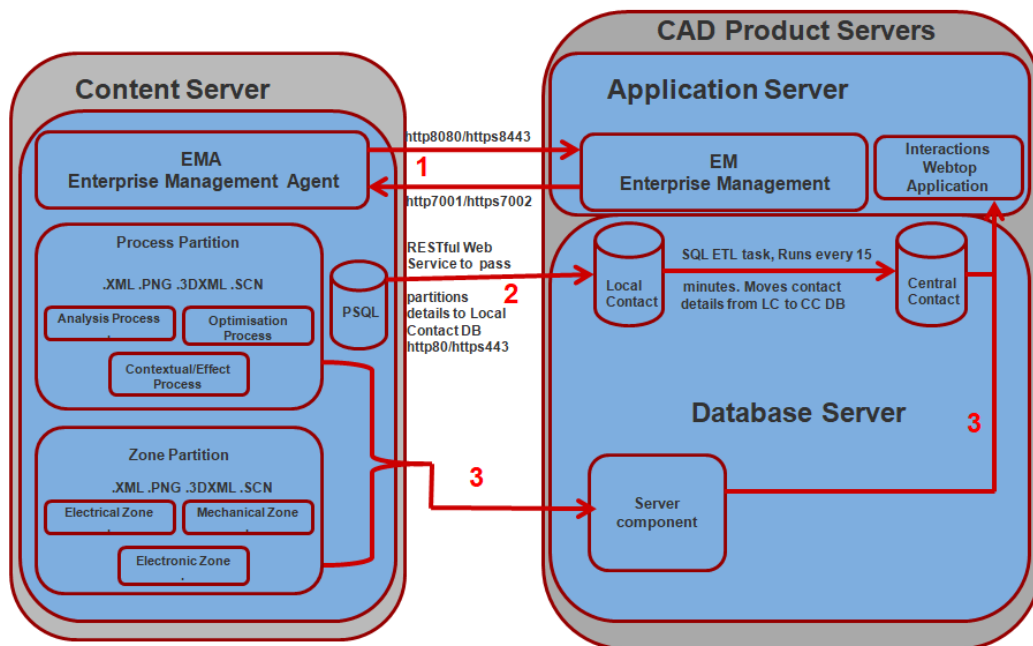 CAD Product Servers
Content Server
Application Server
http8080/https8443
EMA
Enterprise Management Agent
1
EM
Enterprise Management
Interactions
Webtop
Application
http7001/https7002
Process Partition
.XML .PNG .3DXML .SCN
Analysis Process
.
Optimisation
Process
Contextual/Effect
Process
PSQL
RESTful Web
Service to pass
2
partitions
details to Local
Contact DB
http80/https443
Local
Contact
SQL ETL task, Runs every 15
minutes. Moves contact
details from LC to CC DB
Central
Contact
Database Server
3
Zone Partition
.XML .PNG .3DXML .SCN
Electrical Zone
.
Mechanical Zone
.
Electronic Zone
.
3
Server
component